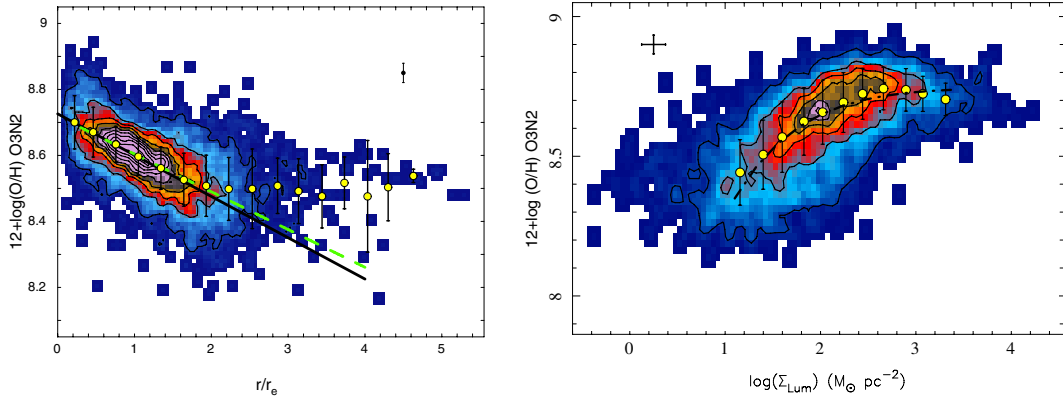 9
8.8
8.6
8.4
8.2
12+log(O/H) O3N2
0 1 2 3 4 5
r/r_e
9
8.5
8
12+log (O/H) O3N2
0 1 2 3 4
log(Σ_Lum) (M_⊙ pc^-2)